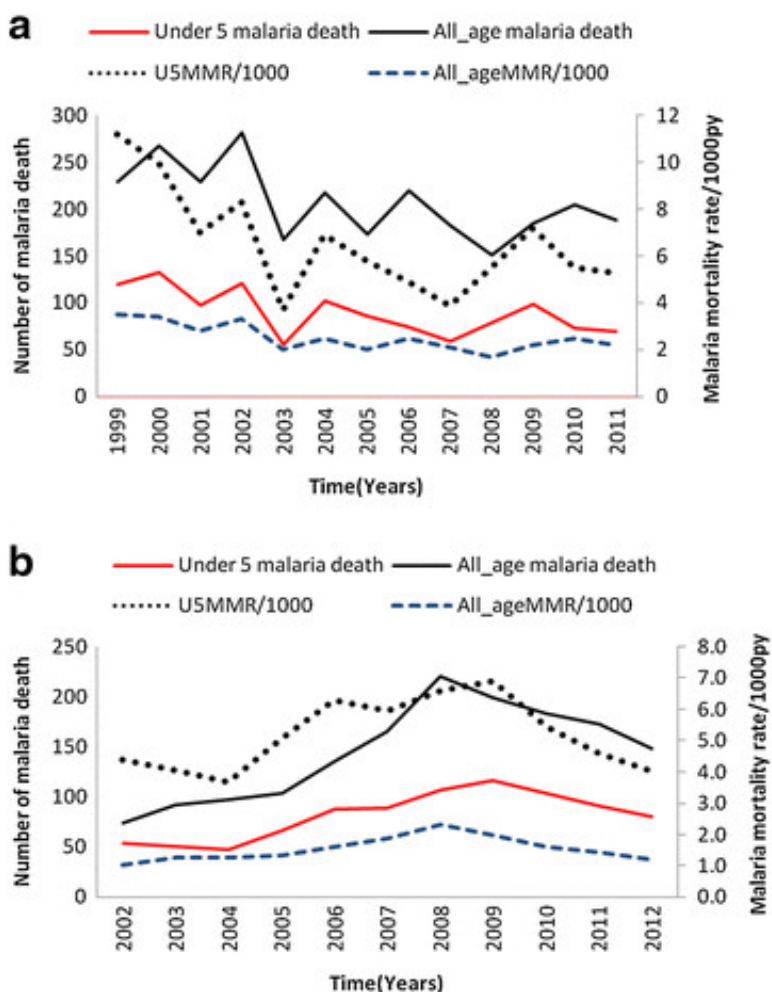 a
Under 5 malaria death All_age malaria death
U5MMR/1000 All_ageMMR/1000
Number of malaria death
300
250
200
150
100
50
0
12
10
8
6
4
2
0
Malaria mortality rate/1000py
1999 2000 2001 2002 2003 2004 2005 2006 2007 2008 2009 2010 2011
Time(Years)
b
Under 5 malaria death All_age malaria death
U5MMR/1000 All_ageMMR/1000
Number of malaria death
250
200
150
100
50
0
8.0
7.0
6.0
5.0
4.0
3.0
2.0
1.0
0.0
Malaria mortality rate/1000py
2002 2003 2004 2005 2006 2007 2008 2009 2010 2011 2012
Time(Years)